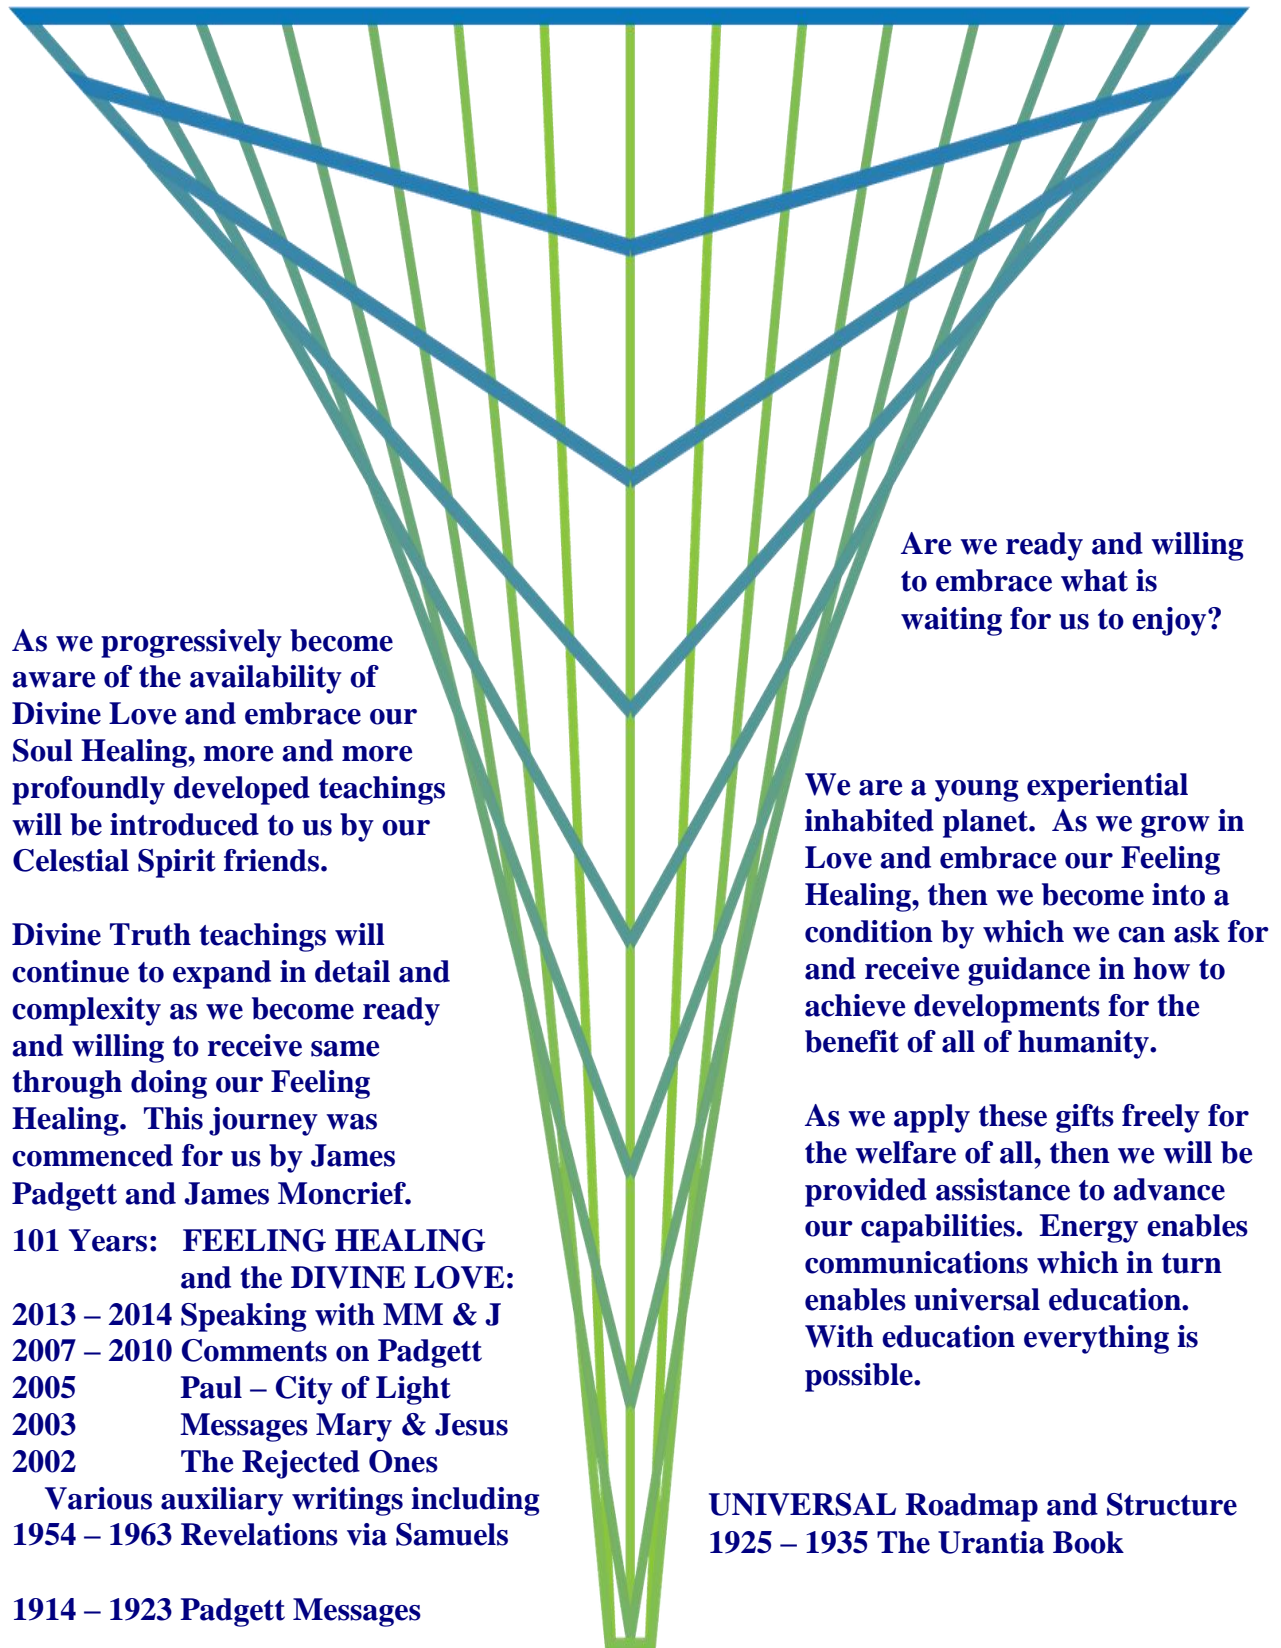 Are we ready and willing
to embrace what is
waiting for us to enjoy?
As we progressively become
aware of the availability of
Divine Love and embrace our
Soul Healing, more and more
profoundly developed teachings
will be introduced to us by our
Celestial Spirit friends.
Divine Truth teachings will
continue to expand in detail and
complexity as we become ready
and willing to receive same
through doing our Feeling
Healing.  This journey was
commenced for us by James
Padgett and James Moncrief.
101 Years:   FEELING HEALING
and the DIVINE LOVE:
2013 – 2014 Speaking with MM & J
2007 – 2010 Comments on Padgett
2005 Paul – City of Light
2003 Messages Mary & Jesus
2002 The Rejected Ones
Various auxiliary writings including
1954 – 1963 Revelations via Samuels
1914 – 1923 Padgett Messages
We are a young experiential
inhabited planet.  As we grow in
Love and embrace our Feeling
Healing, then we become into a
condition by which we can ask for
and receive guidance in how to
achieve developments for the
benefit of all of humanity.
As we apply these gifts freely for
the welfare of all, then we will be
provided assistance to advance
our capabilities.  Energy enables
communications which in turn
enables universal education.
With education everything is
possible.
UNIVERSAL Roadmap and Structure
1925 – 1935 The Urantia Book